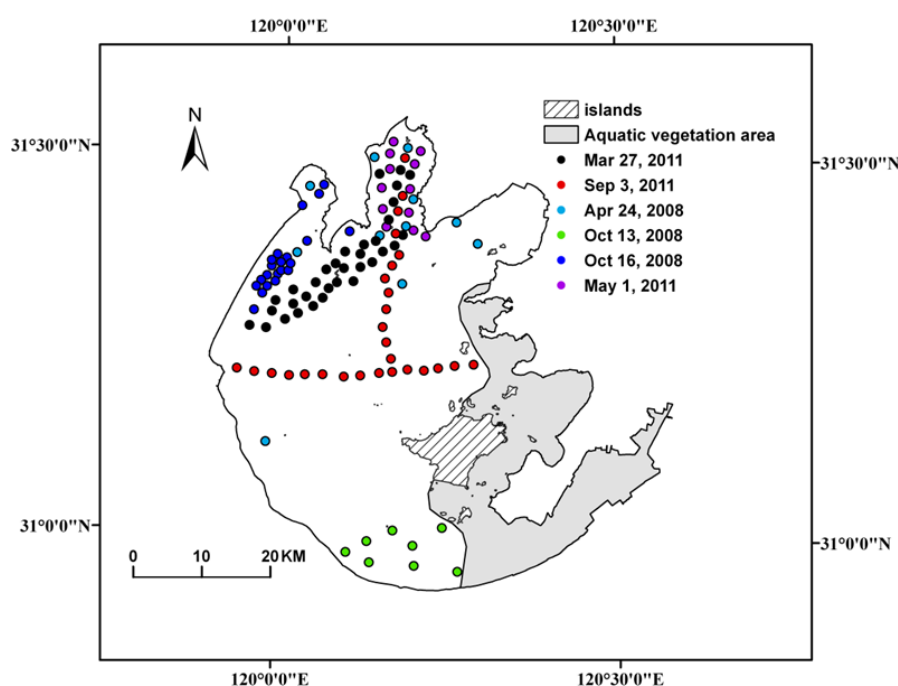 120°0'0"E 120°30'0"E
N
31°30'0"N 31°30'0"N
islands
Aquatic vegetation area
Mar 27, 2011
Sep 3, 2011
Apr 24, 2008
Oct 13, 2008
Oct 16, 2008
May 1, 2011
31°0'0"N 31°0'0"N
0 10 20 KM
120°0'0"E 120°30'0"E